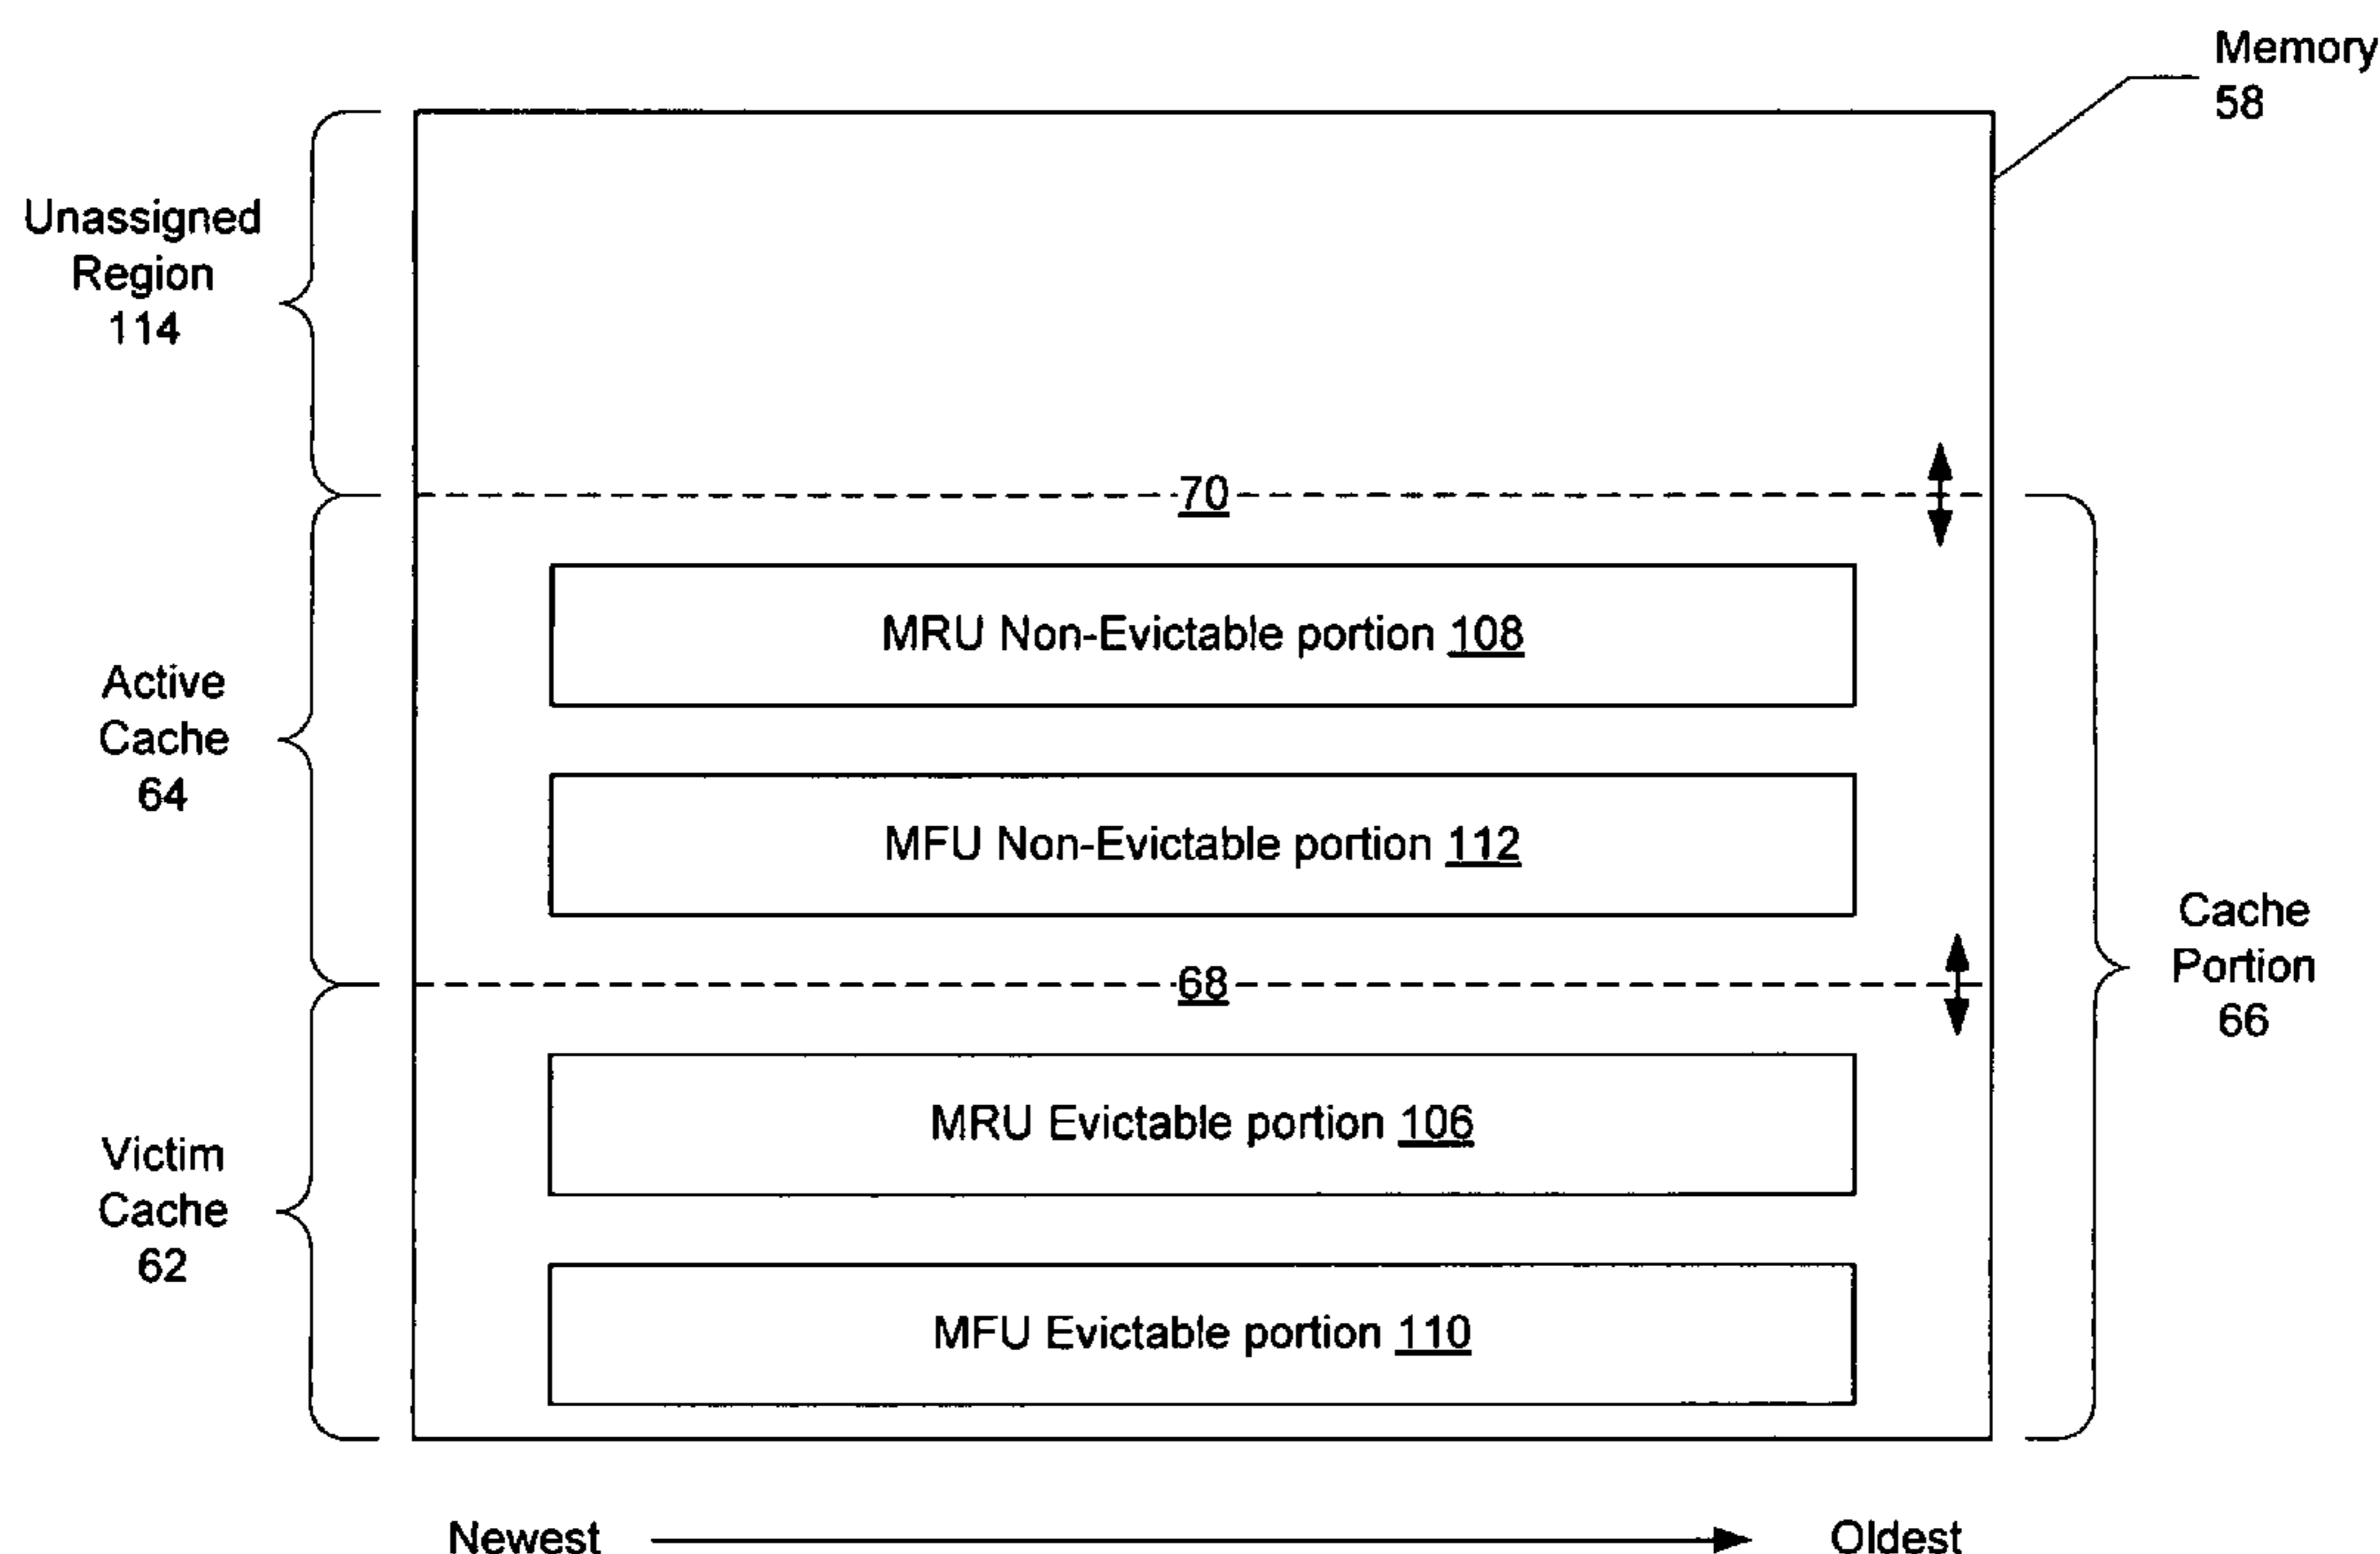 Memory
58
Unassigned
Region
114
70
MRU Non-Evictable portion 108
Active
Cache
64
MFU Non-Evictable portion 112
Cache
Portion
66
68
MRU Evictable portion 106
Victim
Cache
62
MFU Evictable portion 110
Newest
Oldest